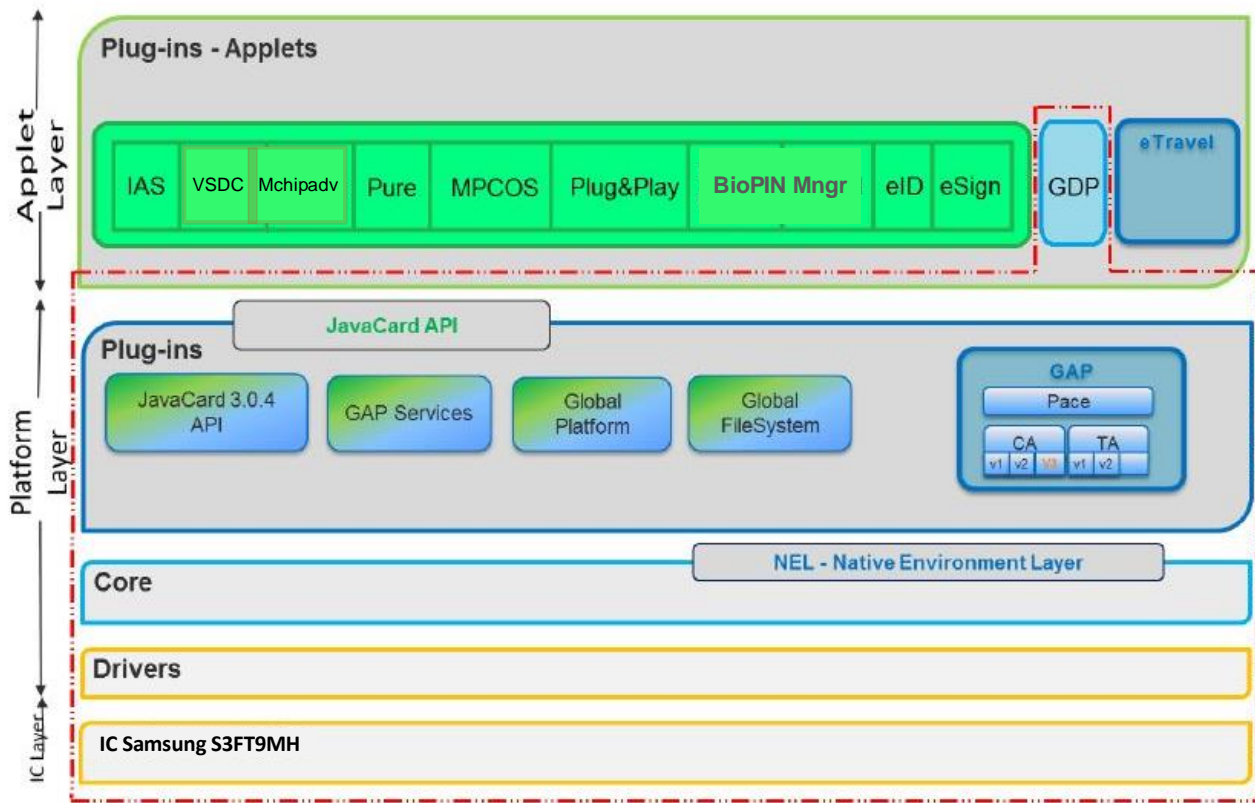 Applet
Layer
Plug-ins - Applets
IAS
VSDC
Mchipadv
Pure
MPCOS
Plug&Play
BioPIN Mngr
eID
eSign
GDP
eTravel
Platform
Layer
JavaCard API
Plug-ins
JavaCard 3.0.4
API
GAP Services
Global
Platform
Global
FileSystem
GAP
Pace
CA
TA
v1
v2
V3
v1
v2
NEL - Native Environment Layer
Core
Drivers
IC Layer
IC Samsung S3FT9MH